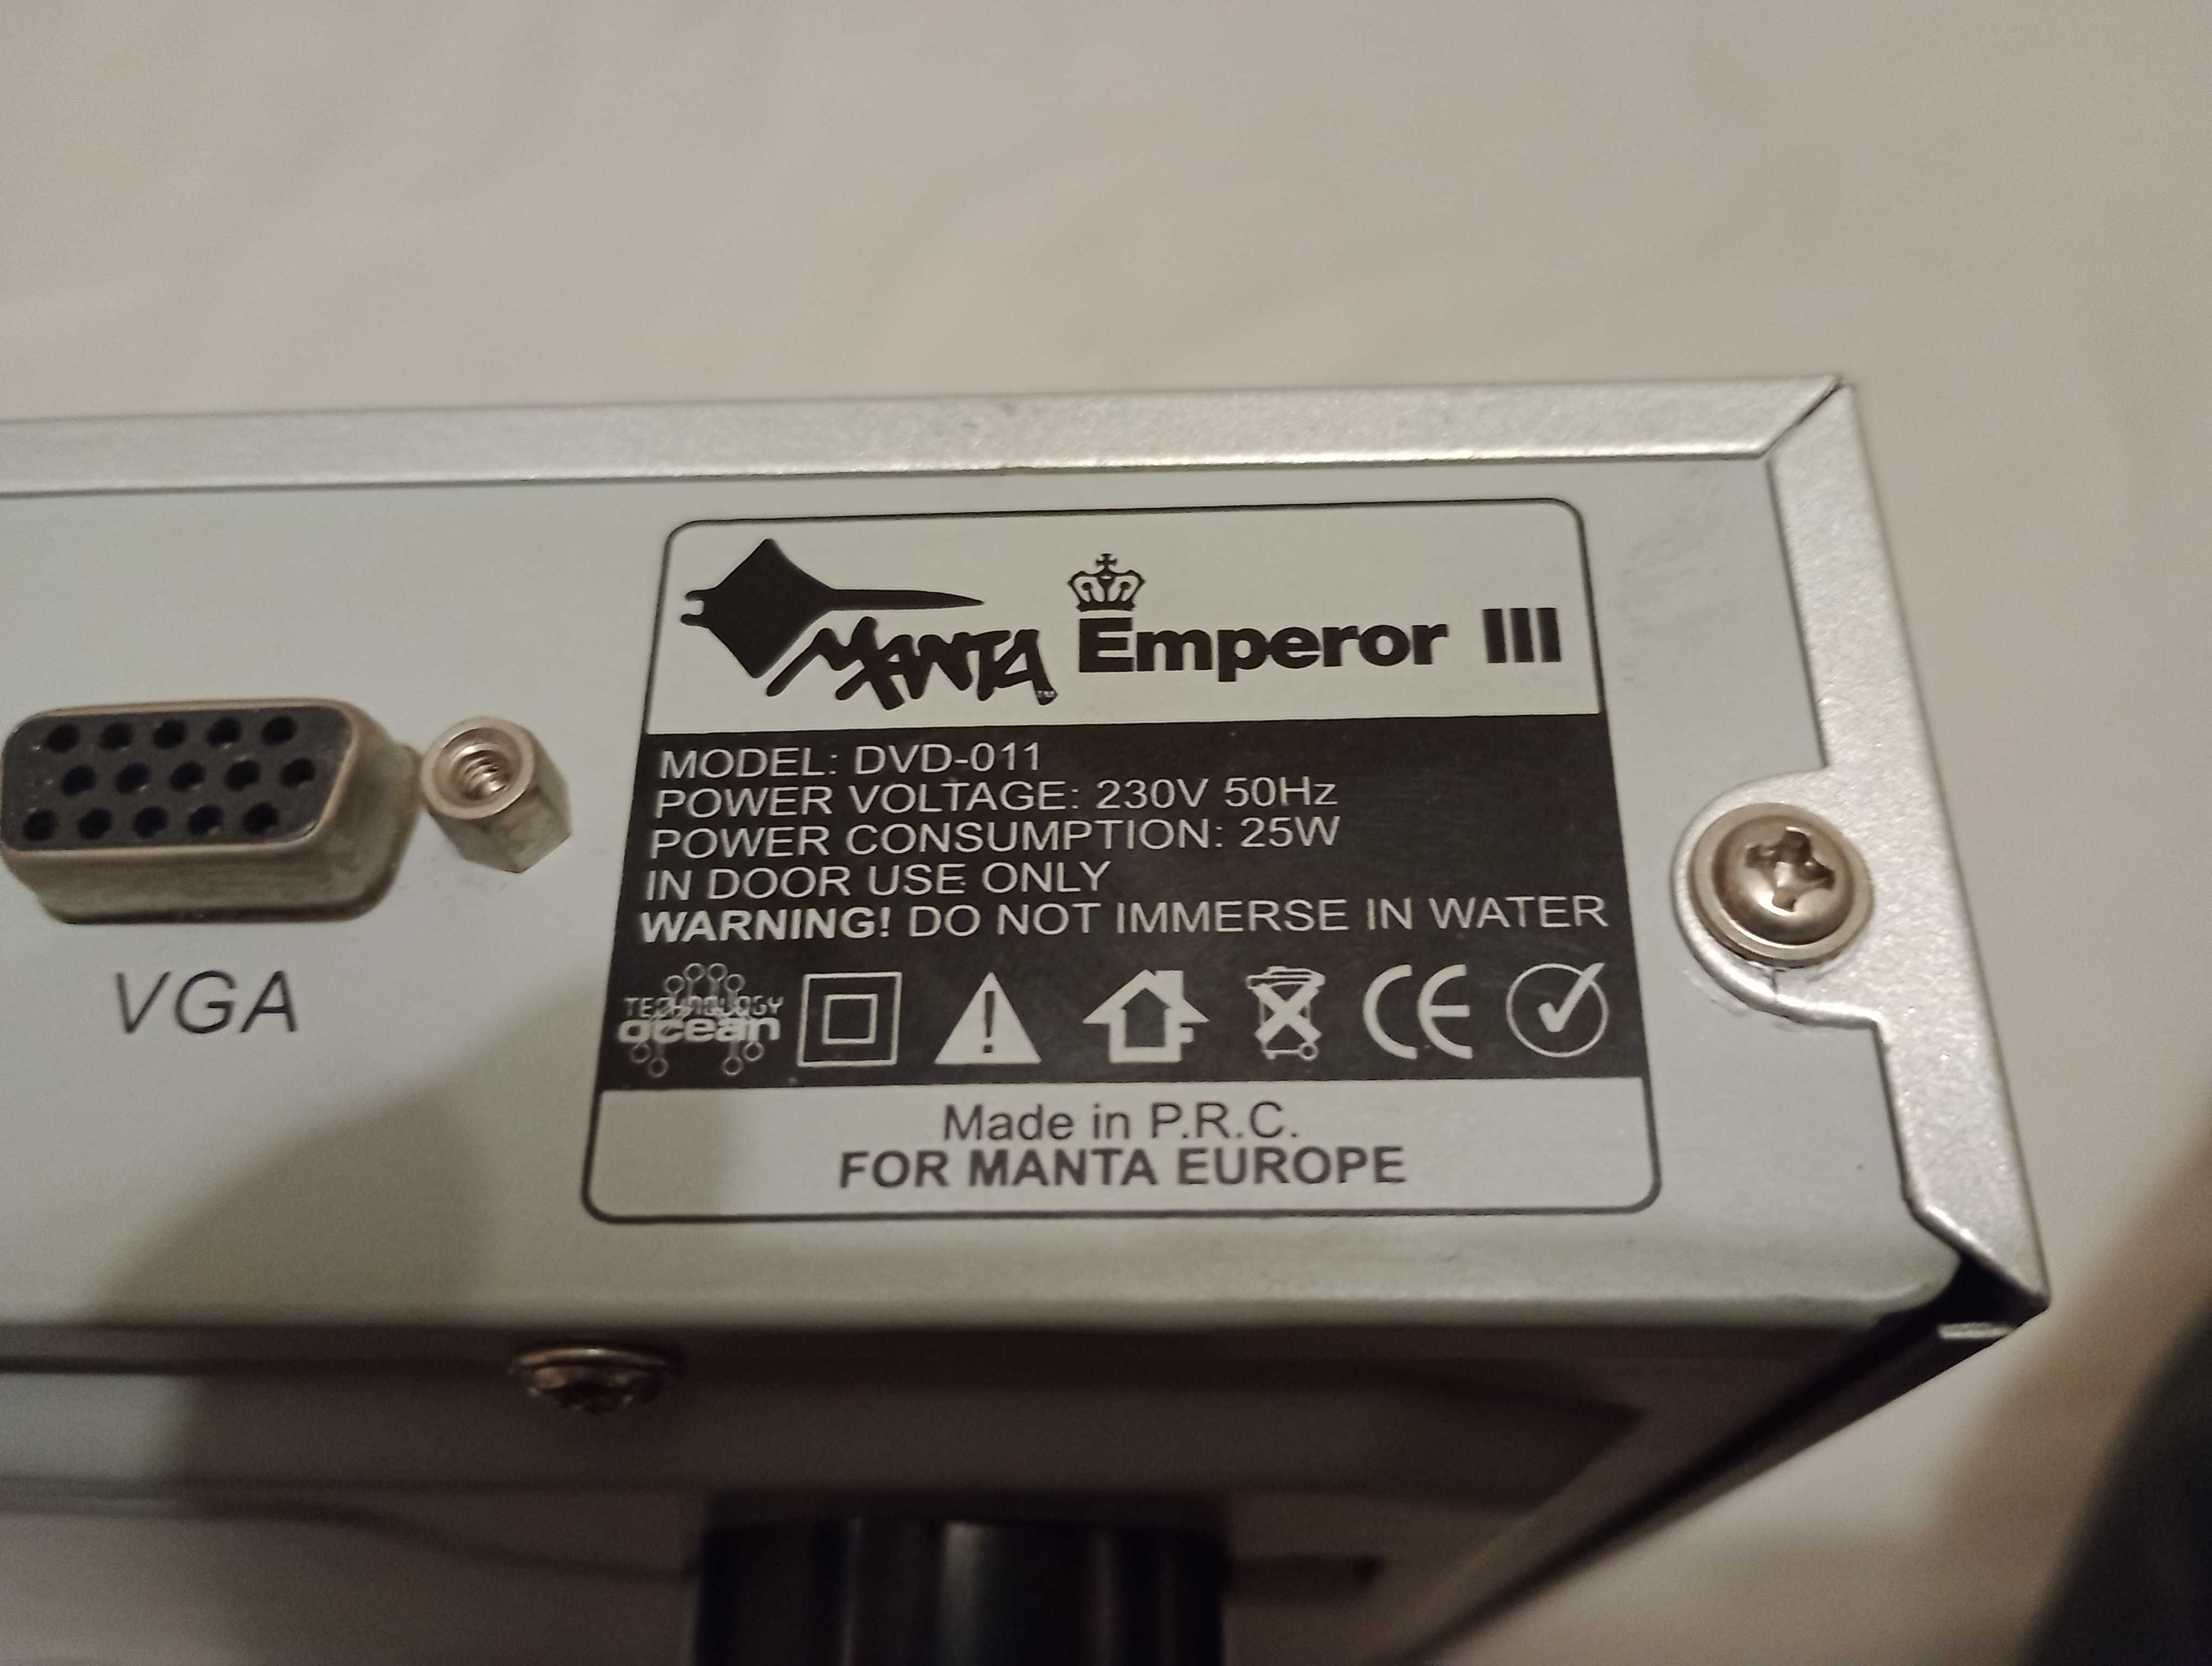 MANTA™ Emperor III
MODEL: DVD-011
POWER VOLTAGE: 230V 50Hz
POWER CONSUMPTION: 25W
IN DOOR USE ONLY
WARNING! DO NOT IMMERSE IN WATER
TECHNOLOGY
ocean
CE
Made in P.R.C.
FOR MANTA EUROPE
VGA